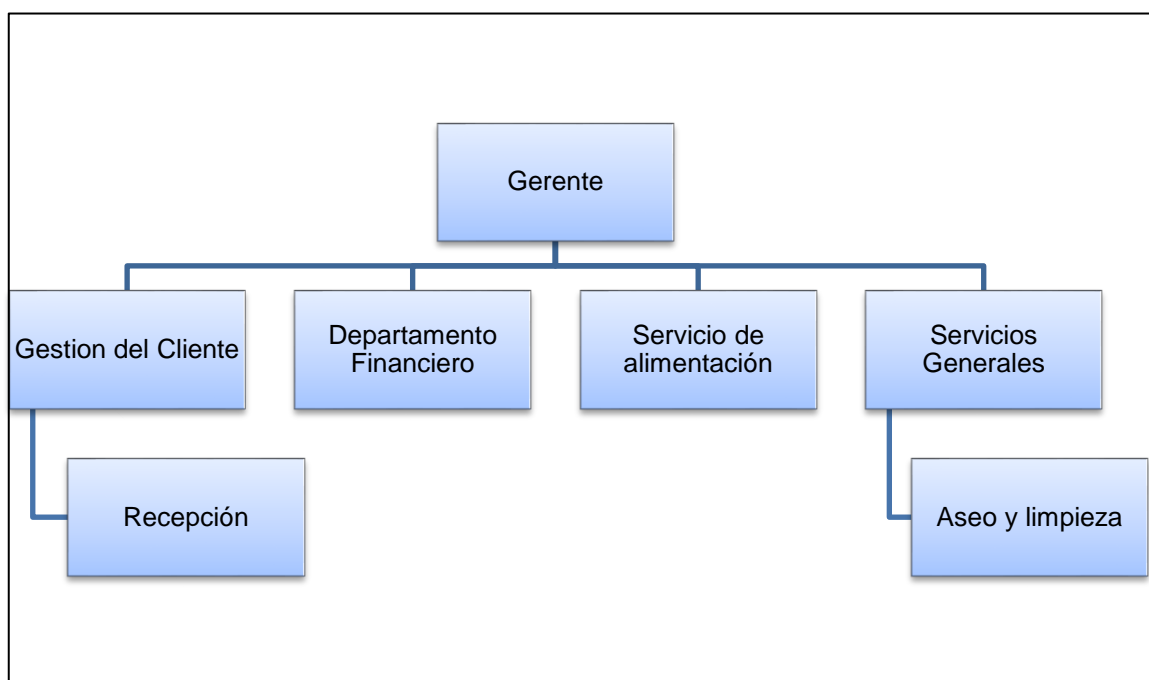 Gerente
Gestion del Cliente
Departamento
Financiero
Servicio de
alimentación
Servicios
Generales
Recepción
Aseo y limpieza